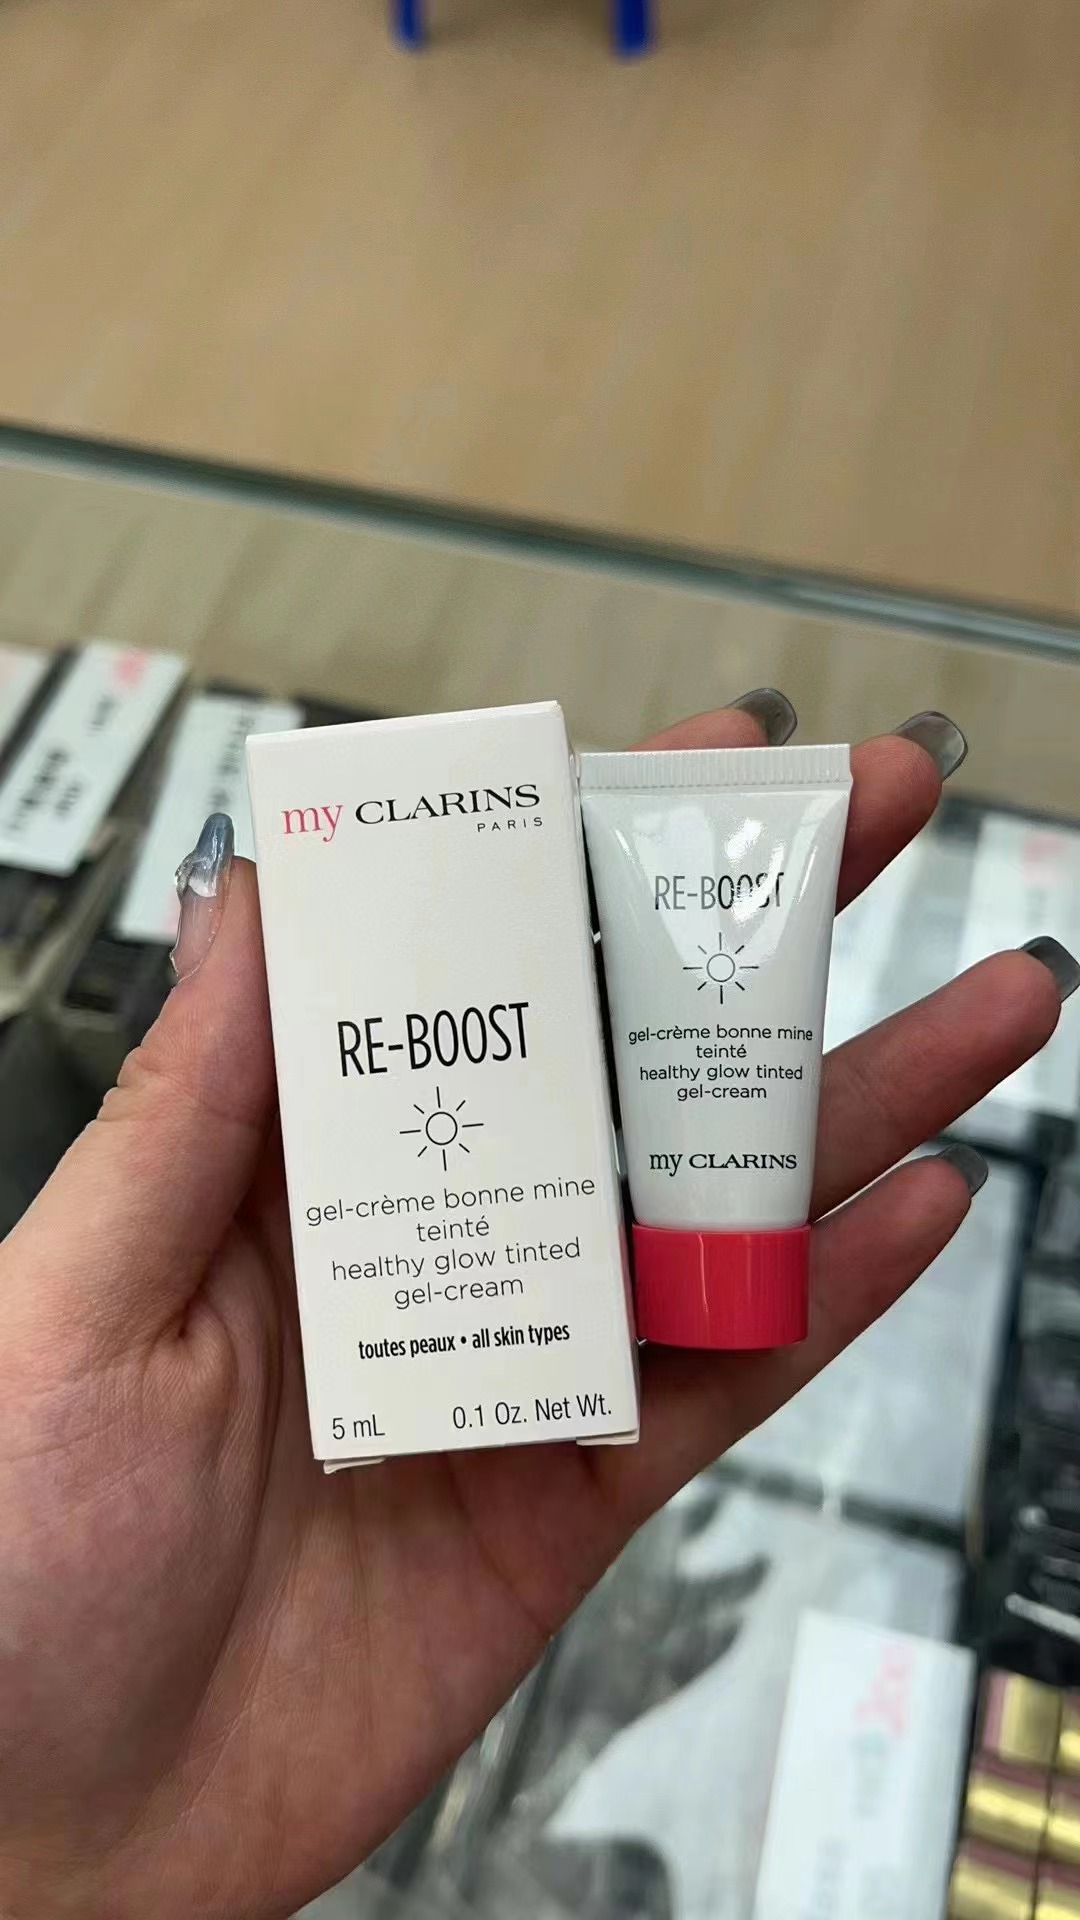 my CLARINS
PARIS
RE-BOOST
gel-crème bonne mine
teinté
healthy glow tinted
gel-cream
toutes peaux • all skin types
5 mL 0.1 Oz. Net Wt.
RE-BOOST
gel-crème bonne mine
teinté
healthy glow tinted
gel-cream
my CLARINS